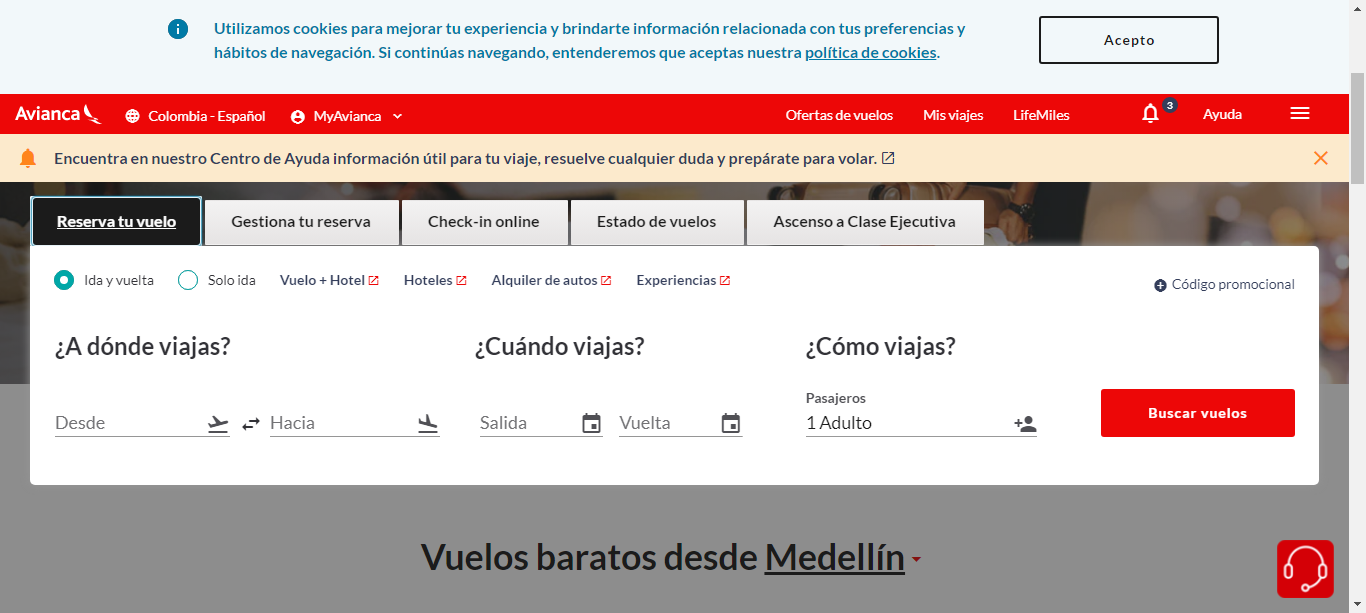 Utilizamos cookies para mejorar tu experiencia y brindarte información relacionada con tus preferencias y
hábitos de navegación. Si continúas navegando, entenderemos que aceptas nuestra política de cookies.
Acepto
Avianca
Colombia - Español
MyAvianca
Ofertas de vuelos
Mis viajes
LifeMiles
3
Ayuda
Encuentra en nuestro Centro de Ayuda información útil para tu viaje, resuelve cualquier duda y prepárate para volar.
Reserva tu vuelo
Gestiona tu reserva
Check-in online
Estado de vuelos
Ascenso a Clase Ejecutiva
Ida y vuelta
Solo ida
Vuelo + Hotel
Hoteles
Alquiler de autos
Experiencias
Código promocional
¿A dónde viajas?
¿Cuándo viajas?
¿Cómo viajas?
Desde
Hacia
Salida
Vuelta
Pasajeros
1 Adulto
Buscar vuelos
Vuelos baratos desde Medellín